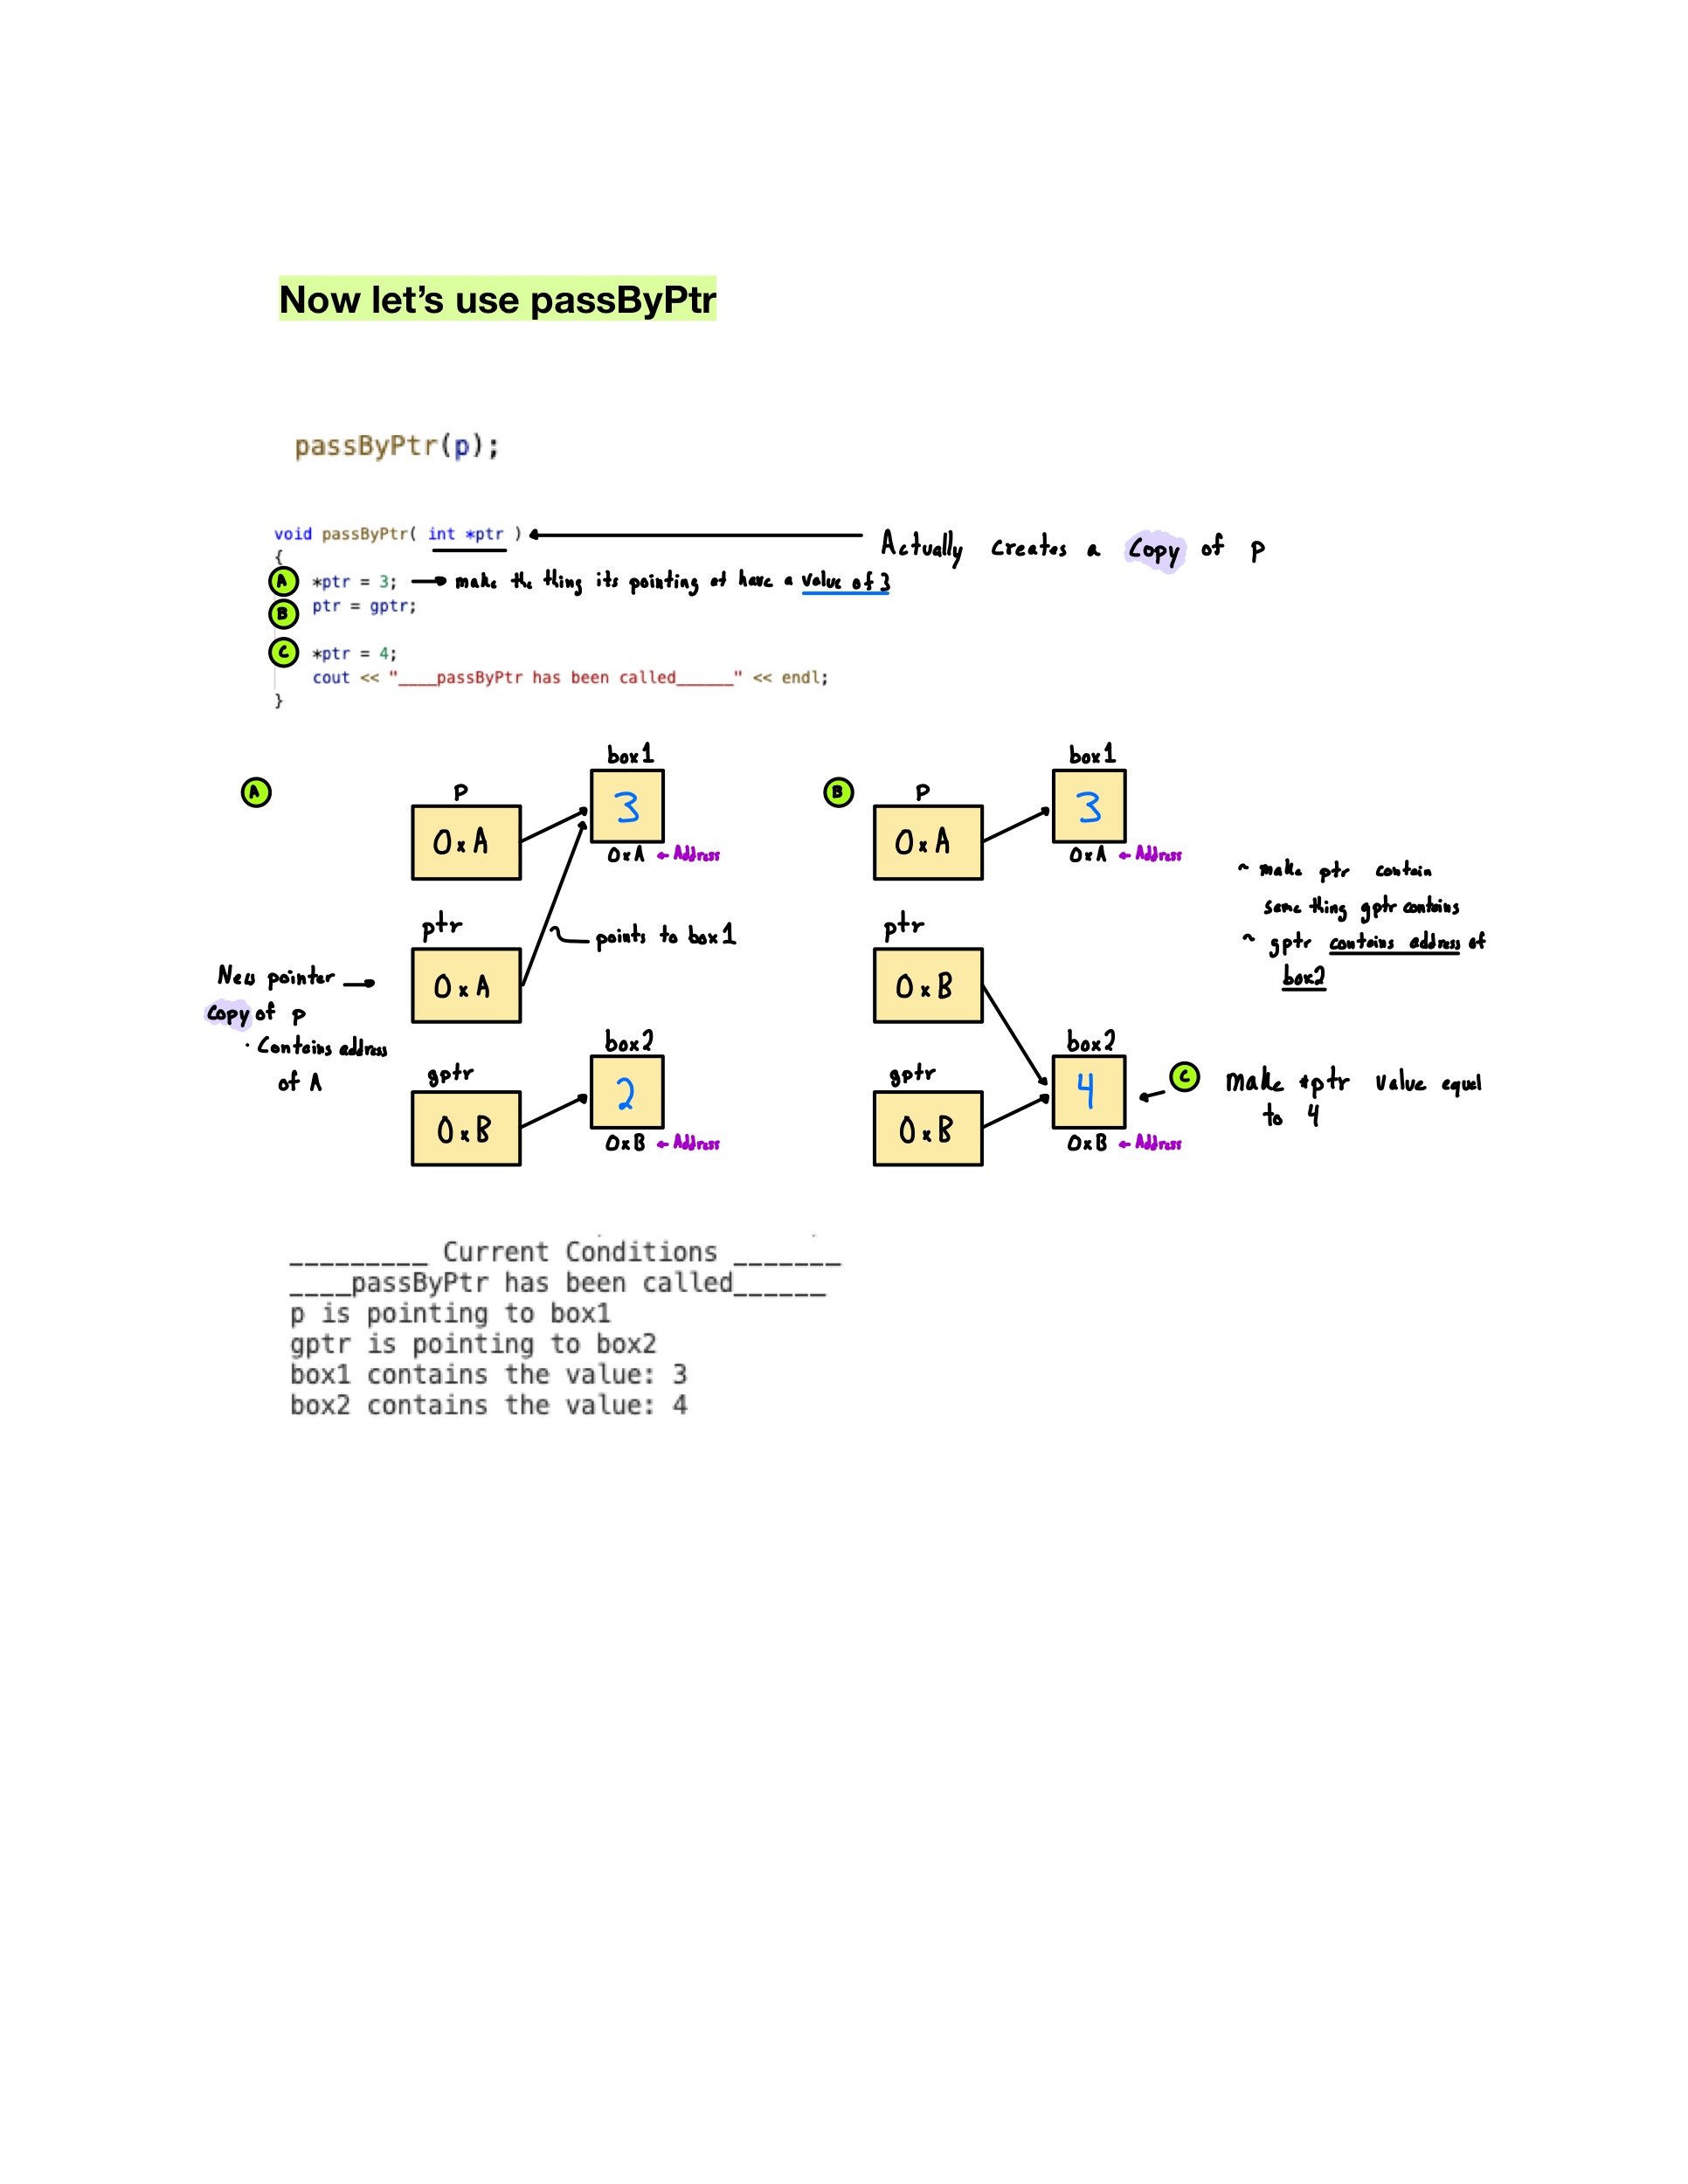 Now let’s use passByPtr
passByPtr(p);
void passByPtr( int *ptr )
Actually creates a Copy of p
{
A *ptr = 3; make the thing its pointing at have a value of 3
B ptr = gptr;
C *ptr = 4;
cout << "____passByPtr has been called______" << endl;
}
A
P
0xA
box1
3
0xA ← Address
ptr
0xA
points to box1
New pointer
Copy of p
· Contains address
of A
gptr
0xB
box2
2
0xB ← Address
B
P
0xA
box1
3
0xA ← Address
~ make ptr contain
same thing gptr contains
~ gptr contains address of
box2
ptr
0xB
gptr
0xB
box2
4
0xB ← Address
C Make *ptr value equal
to 4
_________ Current Conditions _______
____passByPtr has been called______
p is pointing to box1
gptr is pointing to box2
box1 contains the value: 3
box2 contains the value: 4